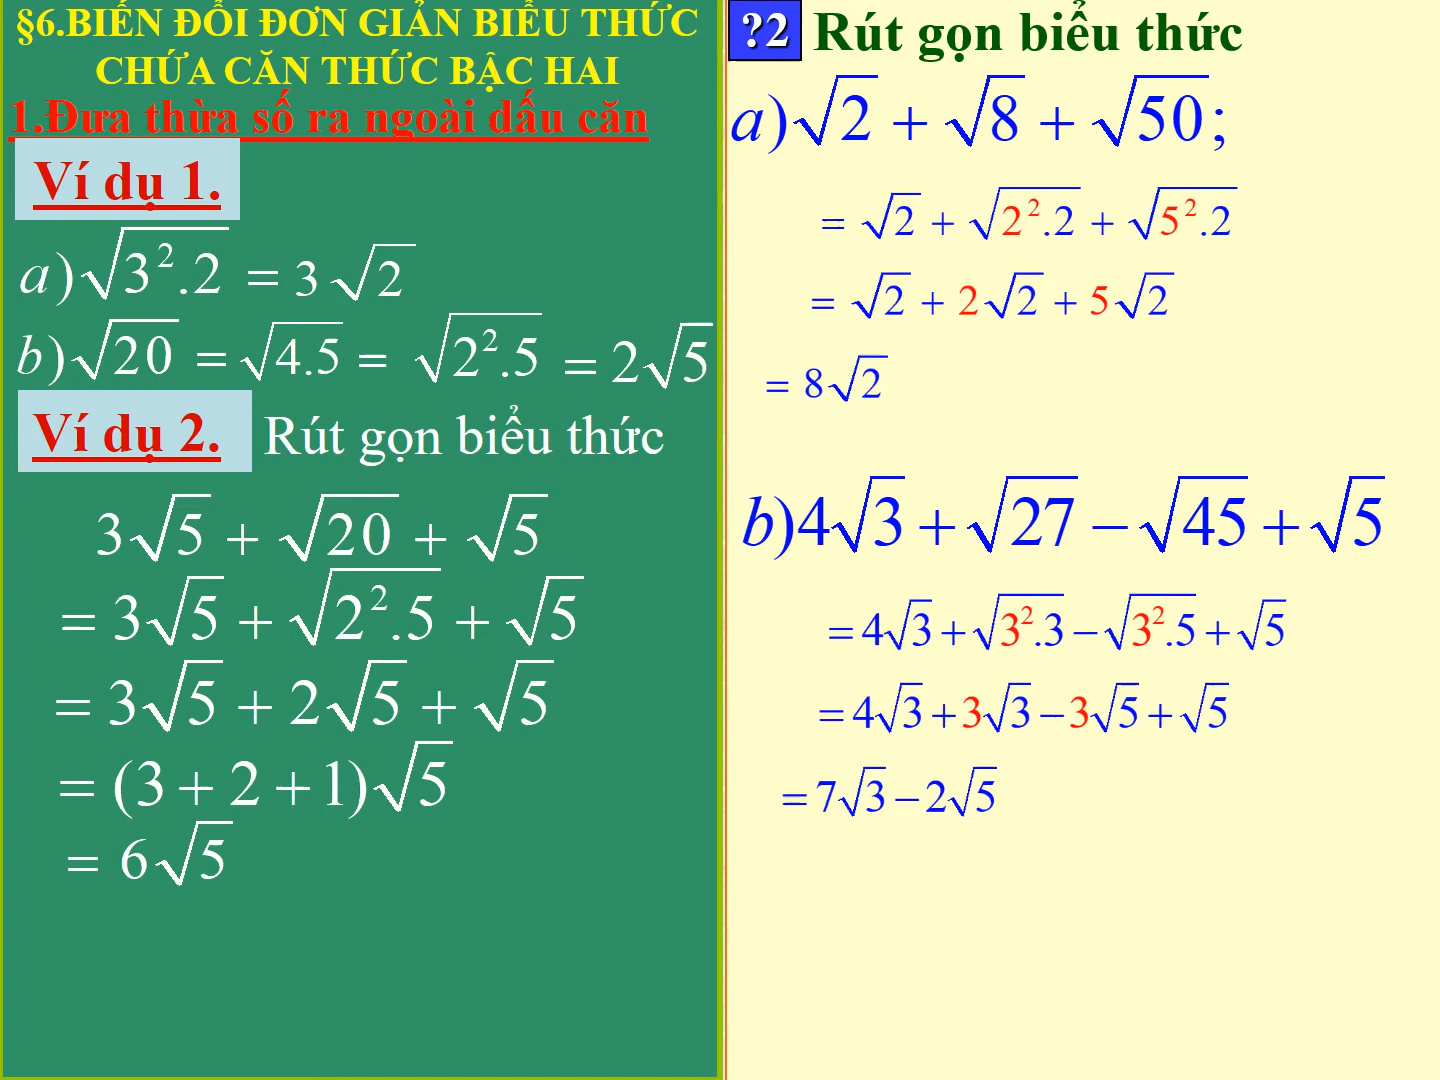 §6.BIẾN ĐỔI ĐƠN GIẢN BIỂU THỨC
CHỨA CĂN THỨC BẬC HAI
1.Đưa thừa số ra ngoài dấu căn
Ví dụ 1.
a)√(3².2) = 3√2
b)√20 = √(4.5) = √(2².5) = 2√5
Ví dụ 2. Rút gọn biểu thức
3√5 + √20 + √5
= 3√5 + √(2².5) + √5
= 3√5 + 2√5 + √5
= (3 + 2 + 1)√5
= 6√5
?2 Rút gọn biểu thức
a)√2 + √8 + √50;
= √2 + √(2².2) + √(5².2)
= √2 + 2√2 + 5√2
= 8√2
b)4√3 + √27 − √45 + √5
= 4√3 + √(3².3) − √(3².5) + √5
= 4√3 + 3√3 − 3√5 + √5
= 7√3 − 2√5